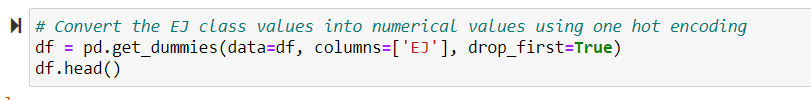 # Convert the EJ class values into numerical values using one hot encoding
df = pd.get_dummies(data=df, columns=['EJ'], drop_first=True)
df.head()